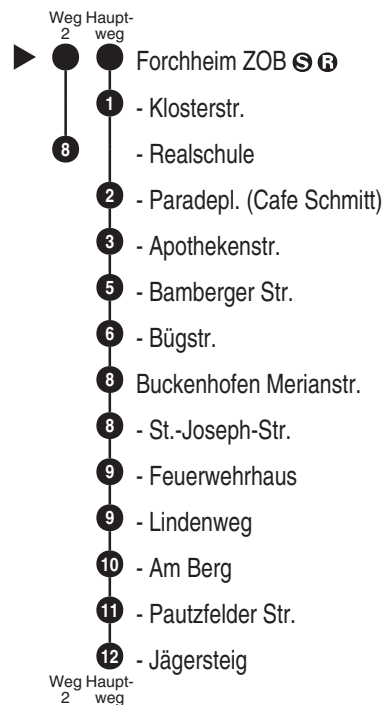 Weg Haupt-
2 weg
Forchheim ZOB S R
1 - Klosterstr.
8 - Realschule
2 - Paradepl. (Cafe Schmitt)
3 - Apothekenstr.
5 - Bamberger Str.
6 - Bügstr.
8 Buckenhofen Merianstr.
8 - St.-Joseph-Str.
9 - Feuerwehrhaus
9 - Lindenweg
10 - Am Berg
11 - Pautzfelder Str.
12 - Jägersteig
Weg Haupt-
2 weg